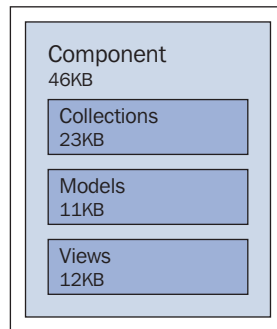 Component
46KB
Collections
23KB
Models
11KB
Views
12KB